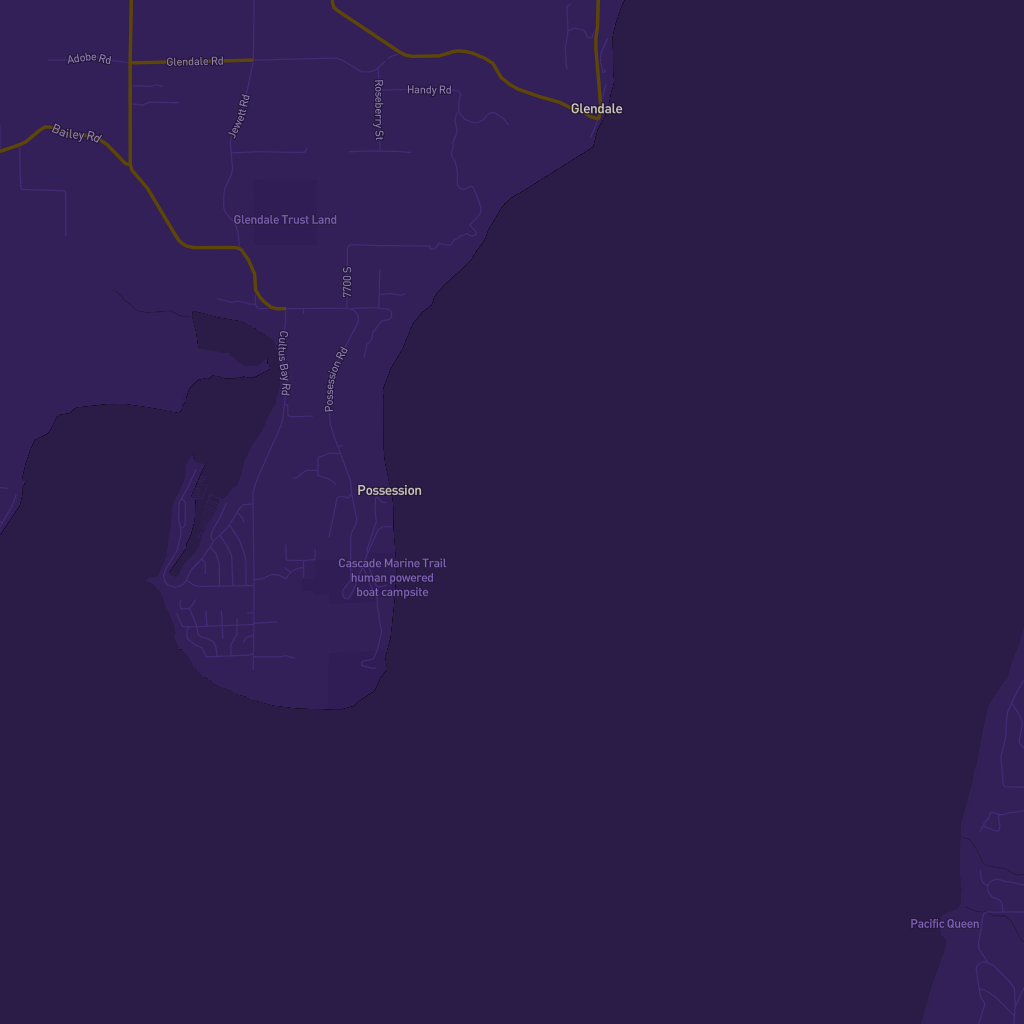 Adobe Rd
Glendale Rd
Roseberry St
Handy Rd
Glendale
Jewett Rd
Bailey Rd
Glendale Trust Land
7700 S
Cultus Bay Rd
Possession Rd
Possession
Cascade Marine Trail
human powered
boat campsite
Pacific Queen